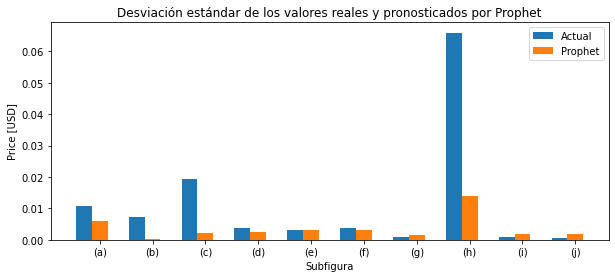 Desviación estándar de los valores reales y pronosticados por Prophet
Actual
Prophet
Price [USD]
0.06
0.05
0.04
0.03
0.02
0.01
0.00
(a) (b) (c) (d) (e) (f) (g) (h) (i) (j)
Subfigura